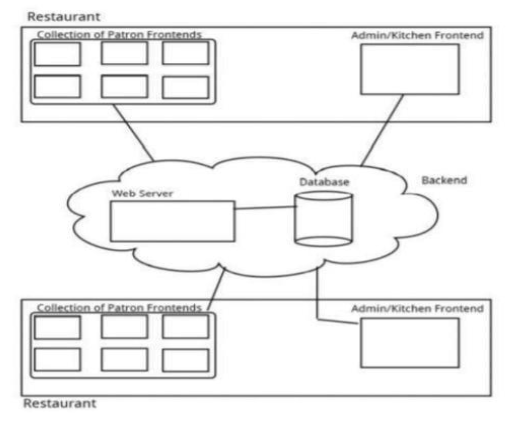 Restaurant
Collection of Patron Frontends
Admin/Kitchen Frontend
Database
Backend
Web Server
Collection of Patron Frontends
Admin/Kitchen Frontend
Restaurant